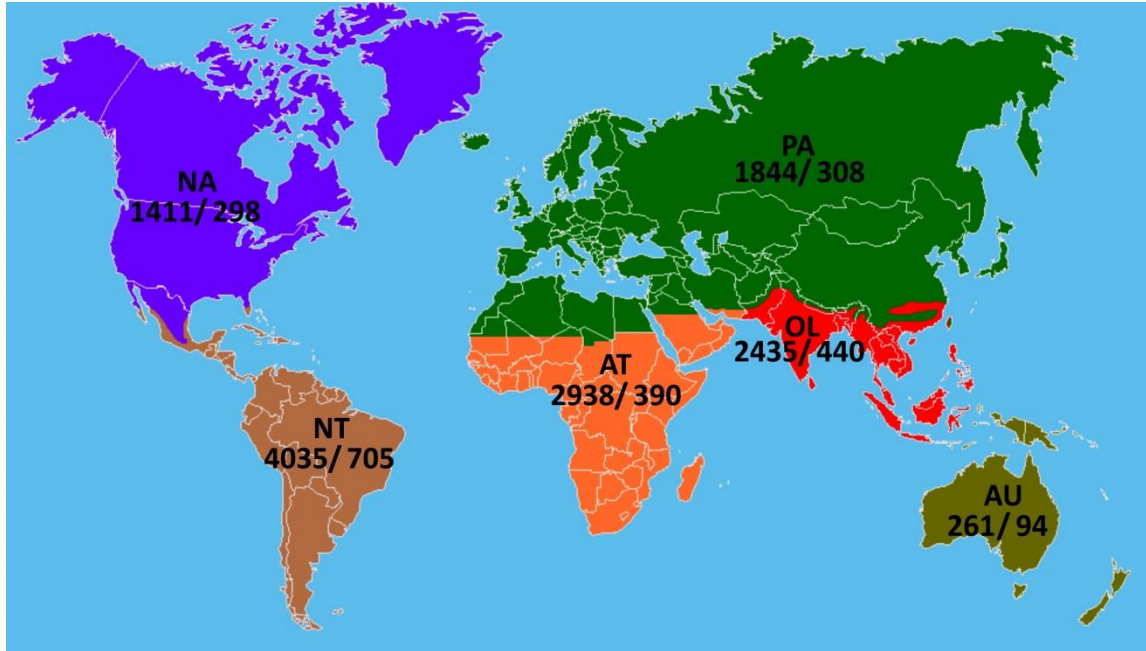 NA
1411/ 298
PA
1844/ 308
OL
2435/ 440
AT
2938/ 390
NT
4035/ 705
AU
261/ 94